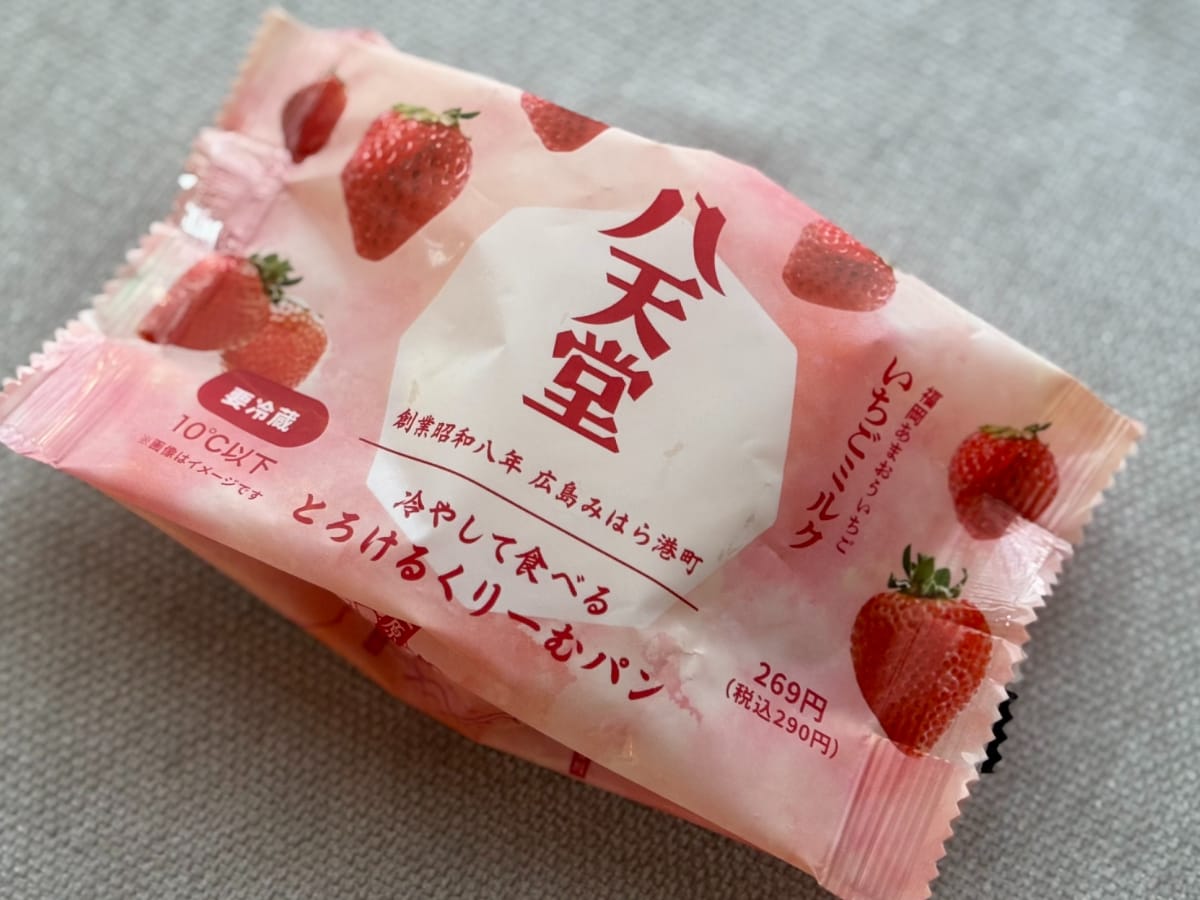 八天堂
創業昭和八年 広島みはら港町
冷やして食べる
とろけるくりーむパン
福岡あまおういちご
いちごミルク
要冷蔵
10℃以下
※画像はイメージです
269円
(税込290円)
原